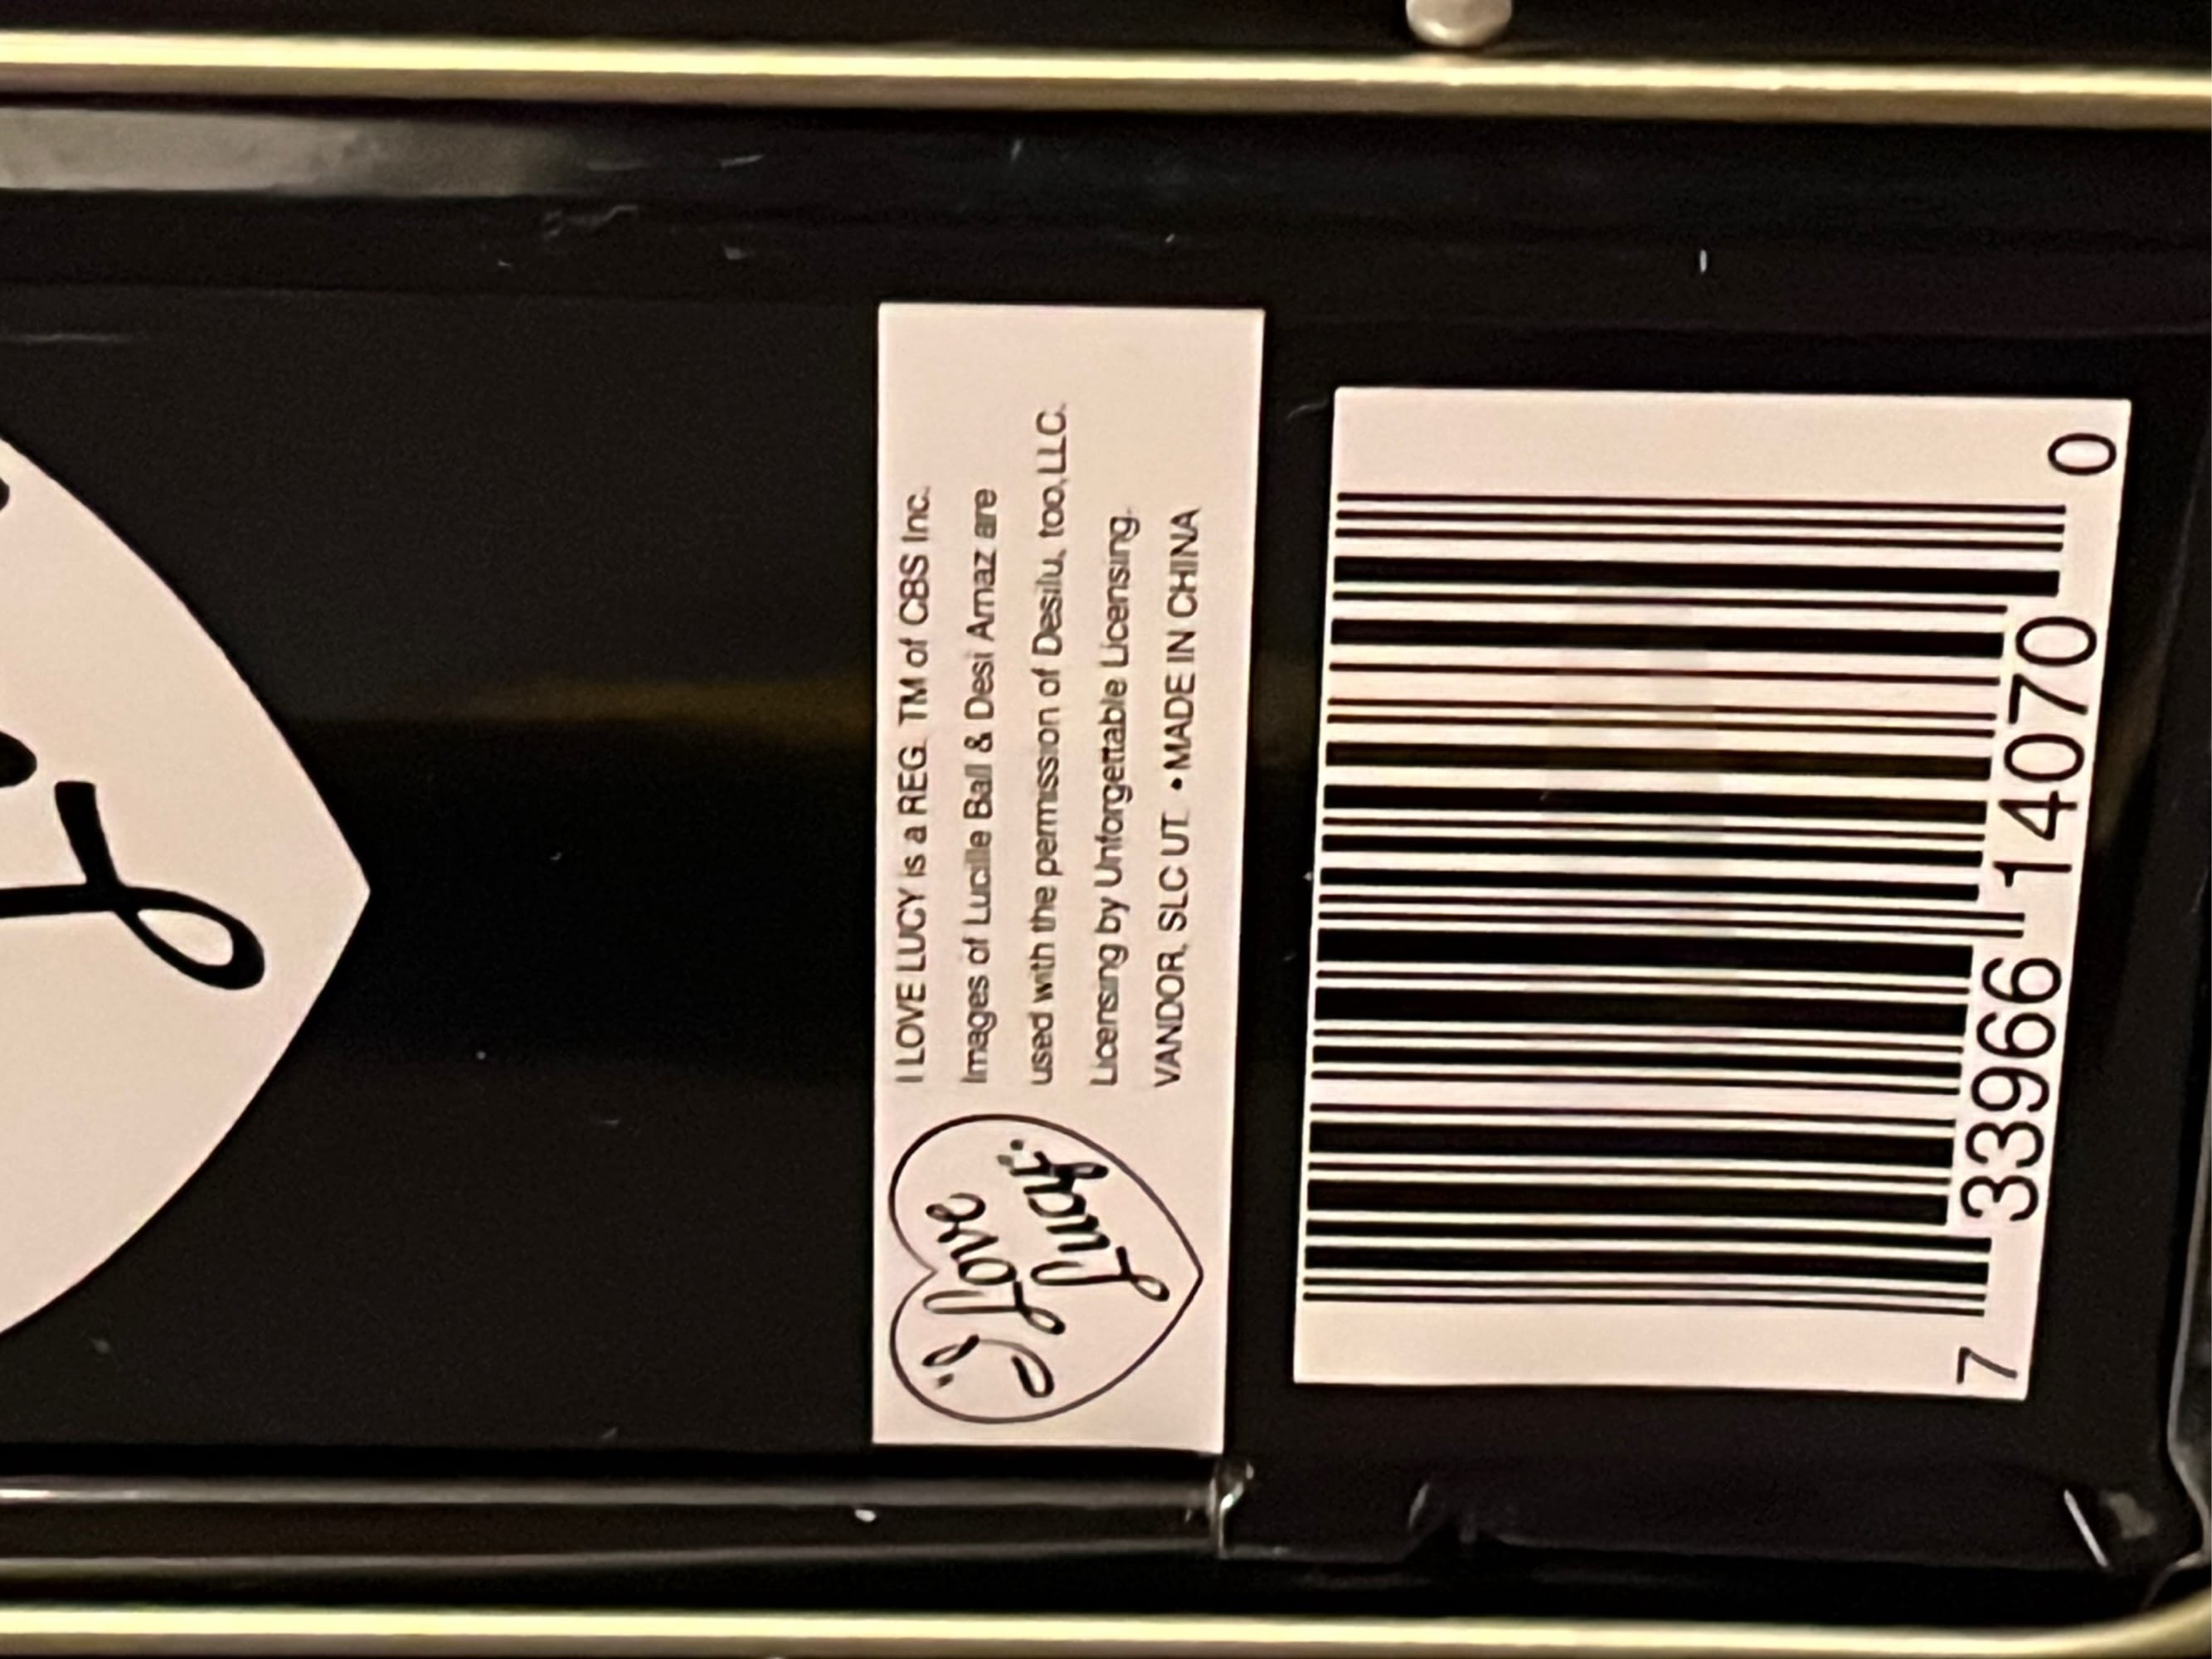 I LOVE LUCY is a REG. TM of CBS Inc.
Images of Lucille Ball & Desi Arnaz are
used with the permission of Desilu, too, LLC.
Licensing by Unforgettable Licensing.
VANDOR, SLC UT. • MADE IN CHINA
I Love
Lucy
7 33966 14070 0